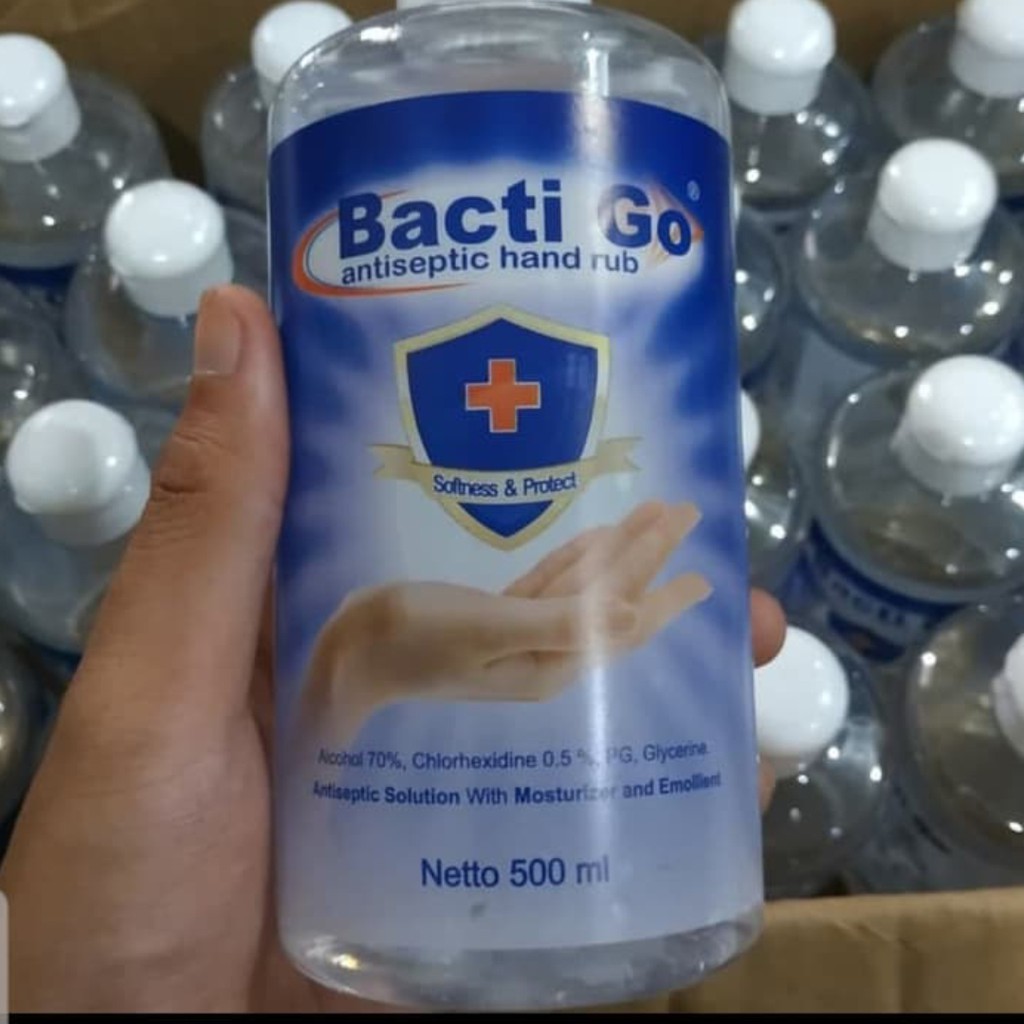 Bacti Go®
antiseptic hand rub
Softness & Protect
Alcohol 70%, Chlorhexidine 0.5 %, PG, Glycerine
Antiseptic Solution With Mosturizer and Emollient
Netto 500 ml